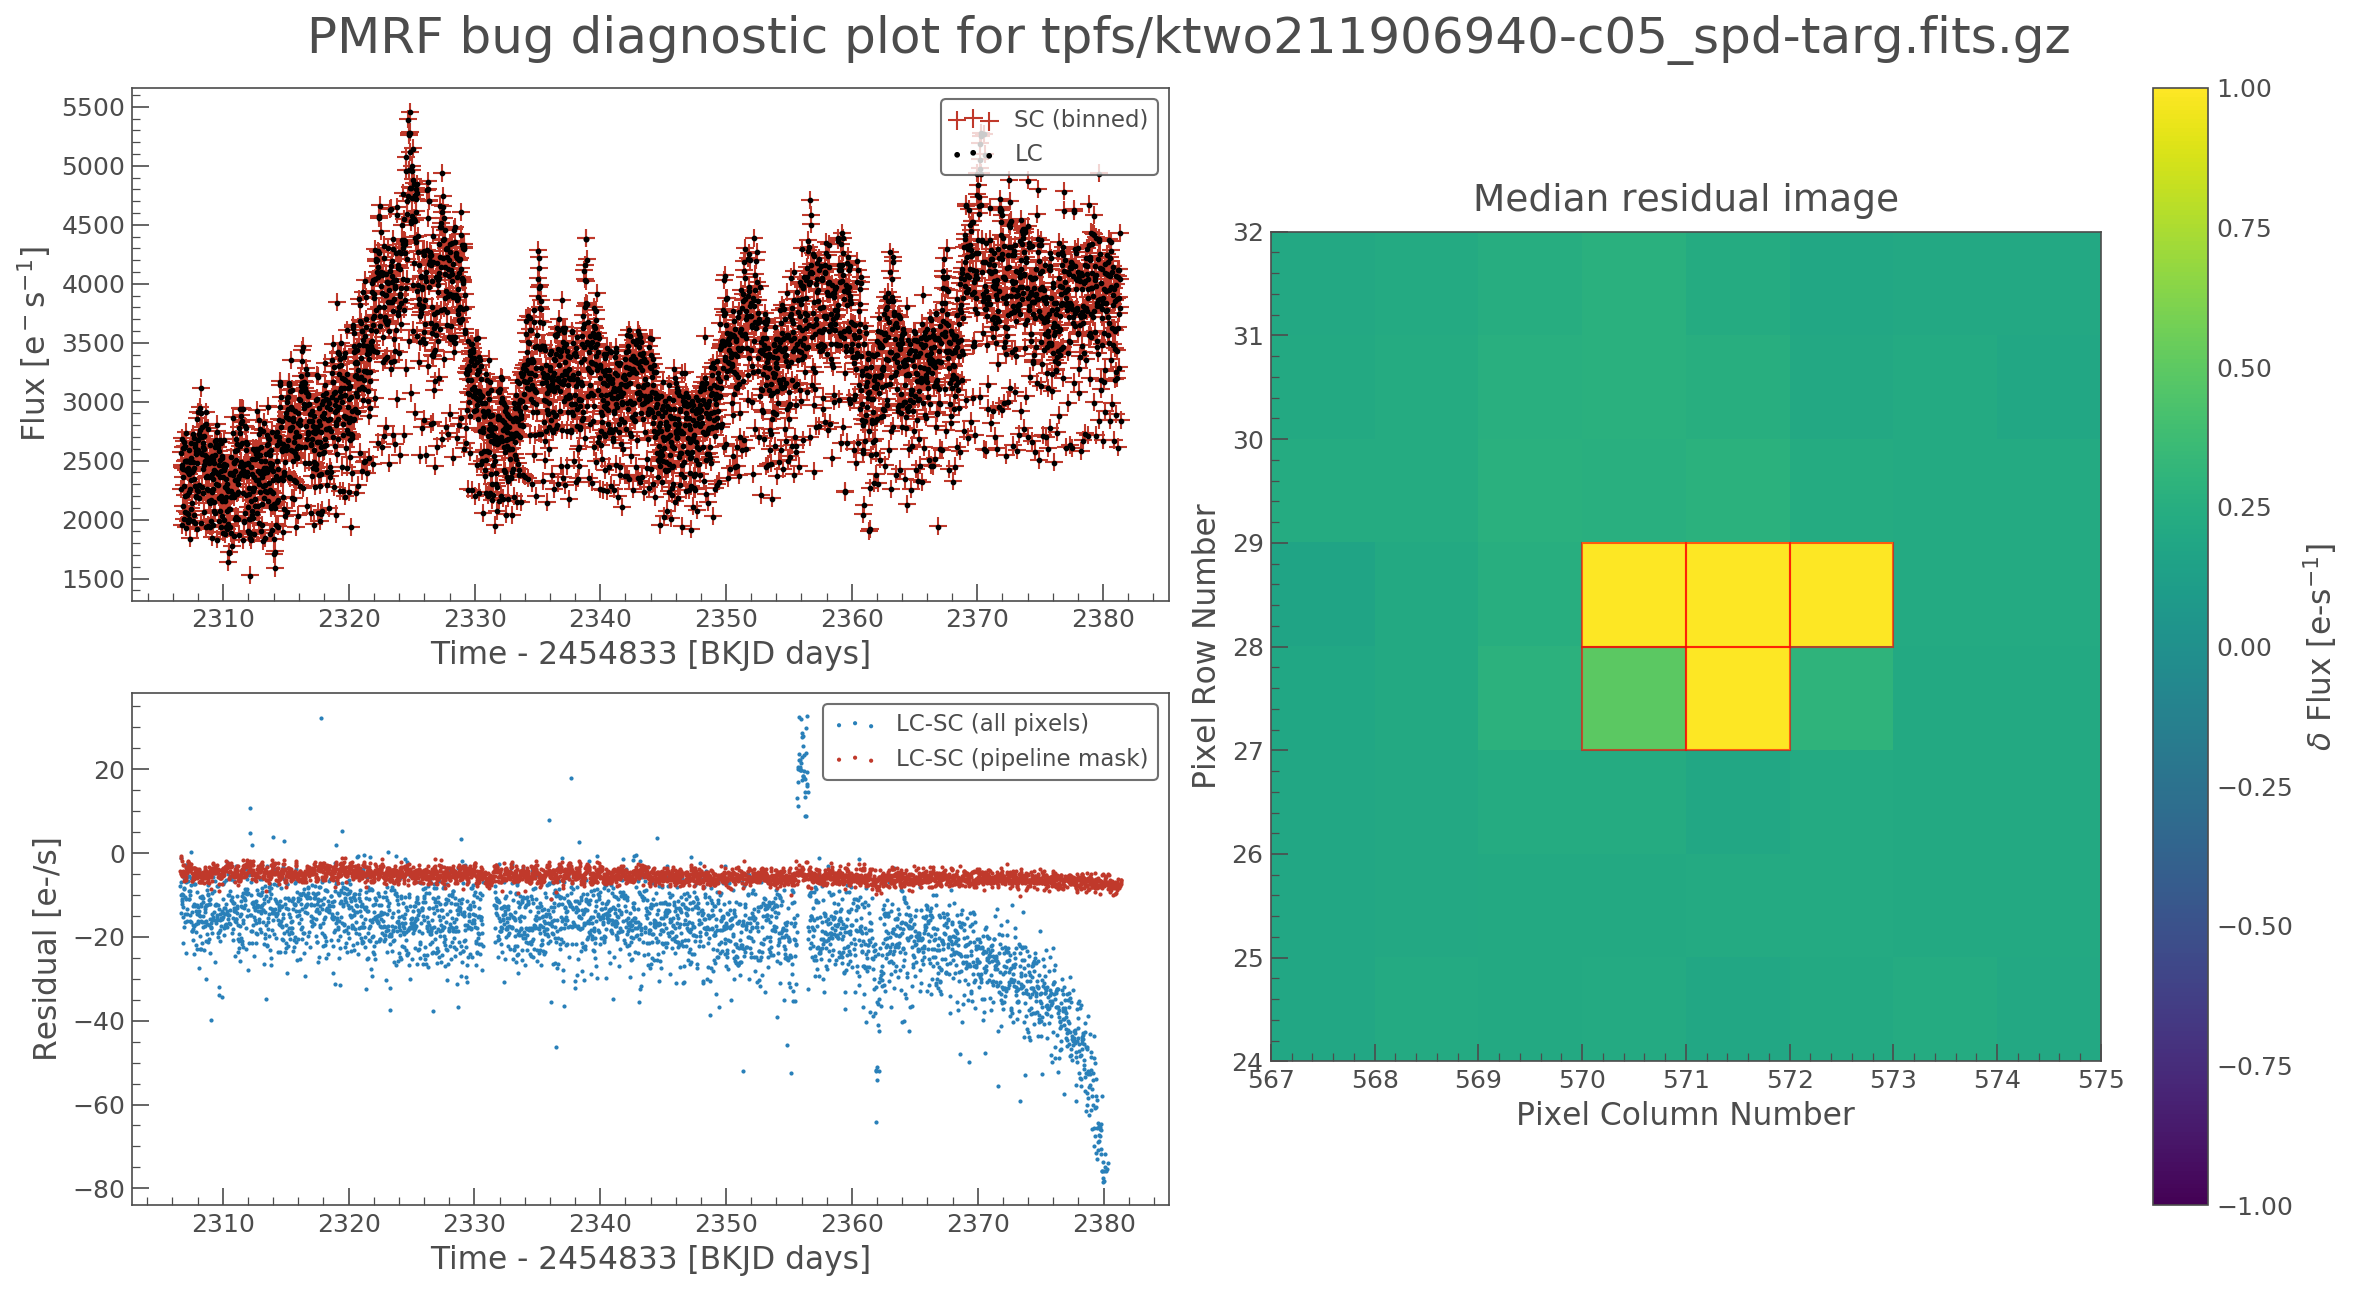 PMRF bug diagnostic plot for tpfs/ktwo211906940-c05_spd-targ.fits.gz
Flux [e⁻ s⁻¹]
5500
5000
4500
4000
3500
3000
2500
2000
1500
SC (binned)
LC
2310 2320 2330 2340 2350 2360 2370 2380
Time - 2454833 [BKJD days]
Residual [e-/s]
20
0
−20
−40
−60
−80
LC-SC (all pixels)
LC-SC (pipeline mask)
2310 2320 2330 2340 2350 2360 2370 2380
Time - 2454833 [BKJD days]
Median residual image
Pixel Row Number
32
31
30
29
28
27
26
25
24
567 568 569 570 571 572 573 574 575
Pixel Column Number
1.00
0.75
0.50
0.25
0.00
−0.25
−0.50
−0.75
−1.00
δ Flux [e-s⁻¹]